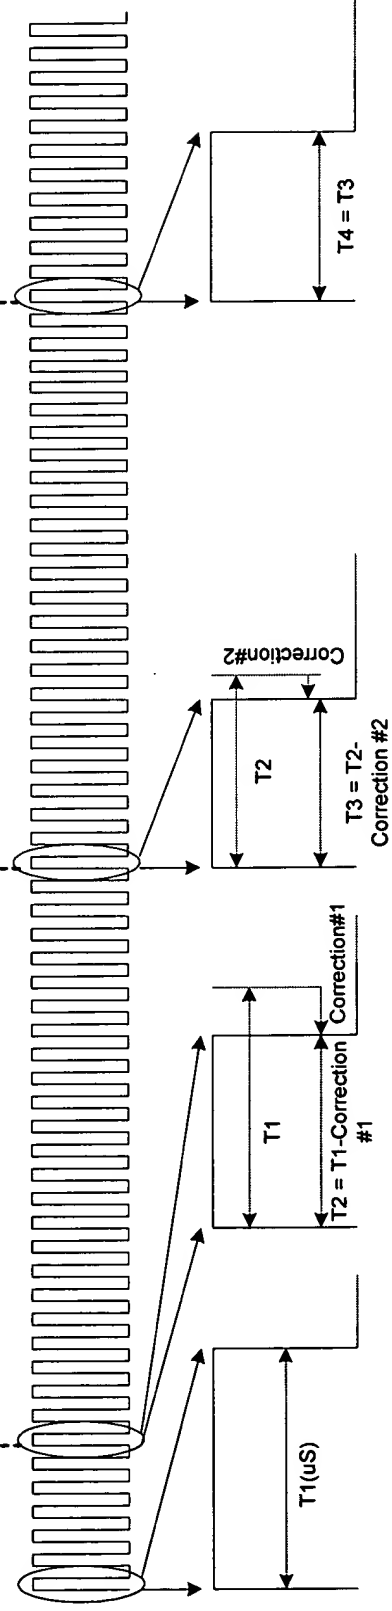 T1(uS)
T1
T2 = T1-Correction
#1
Correction#1
T2
T3 = T2-
Correction #2
Correction#2
T4 = T3